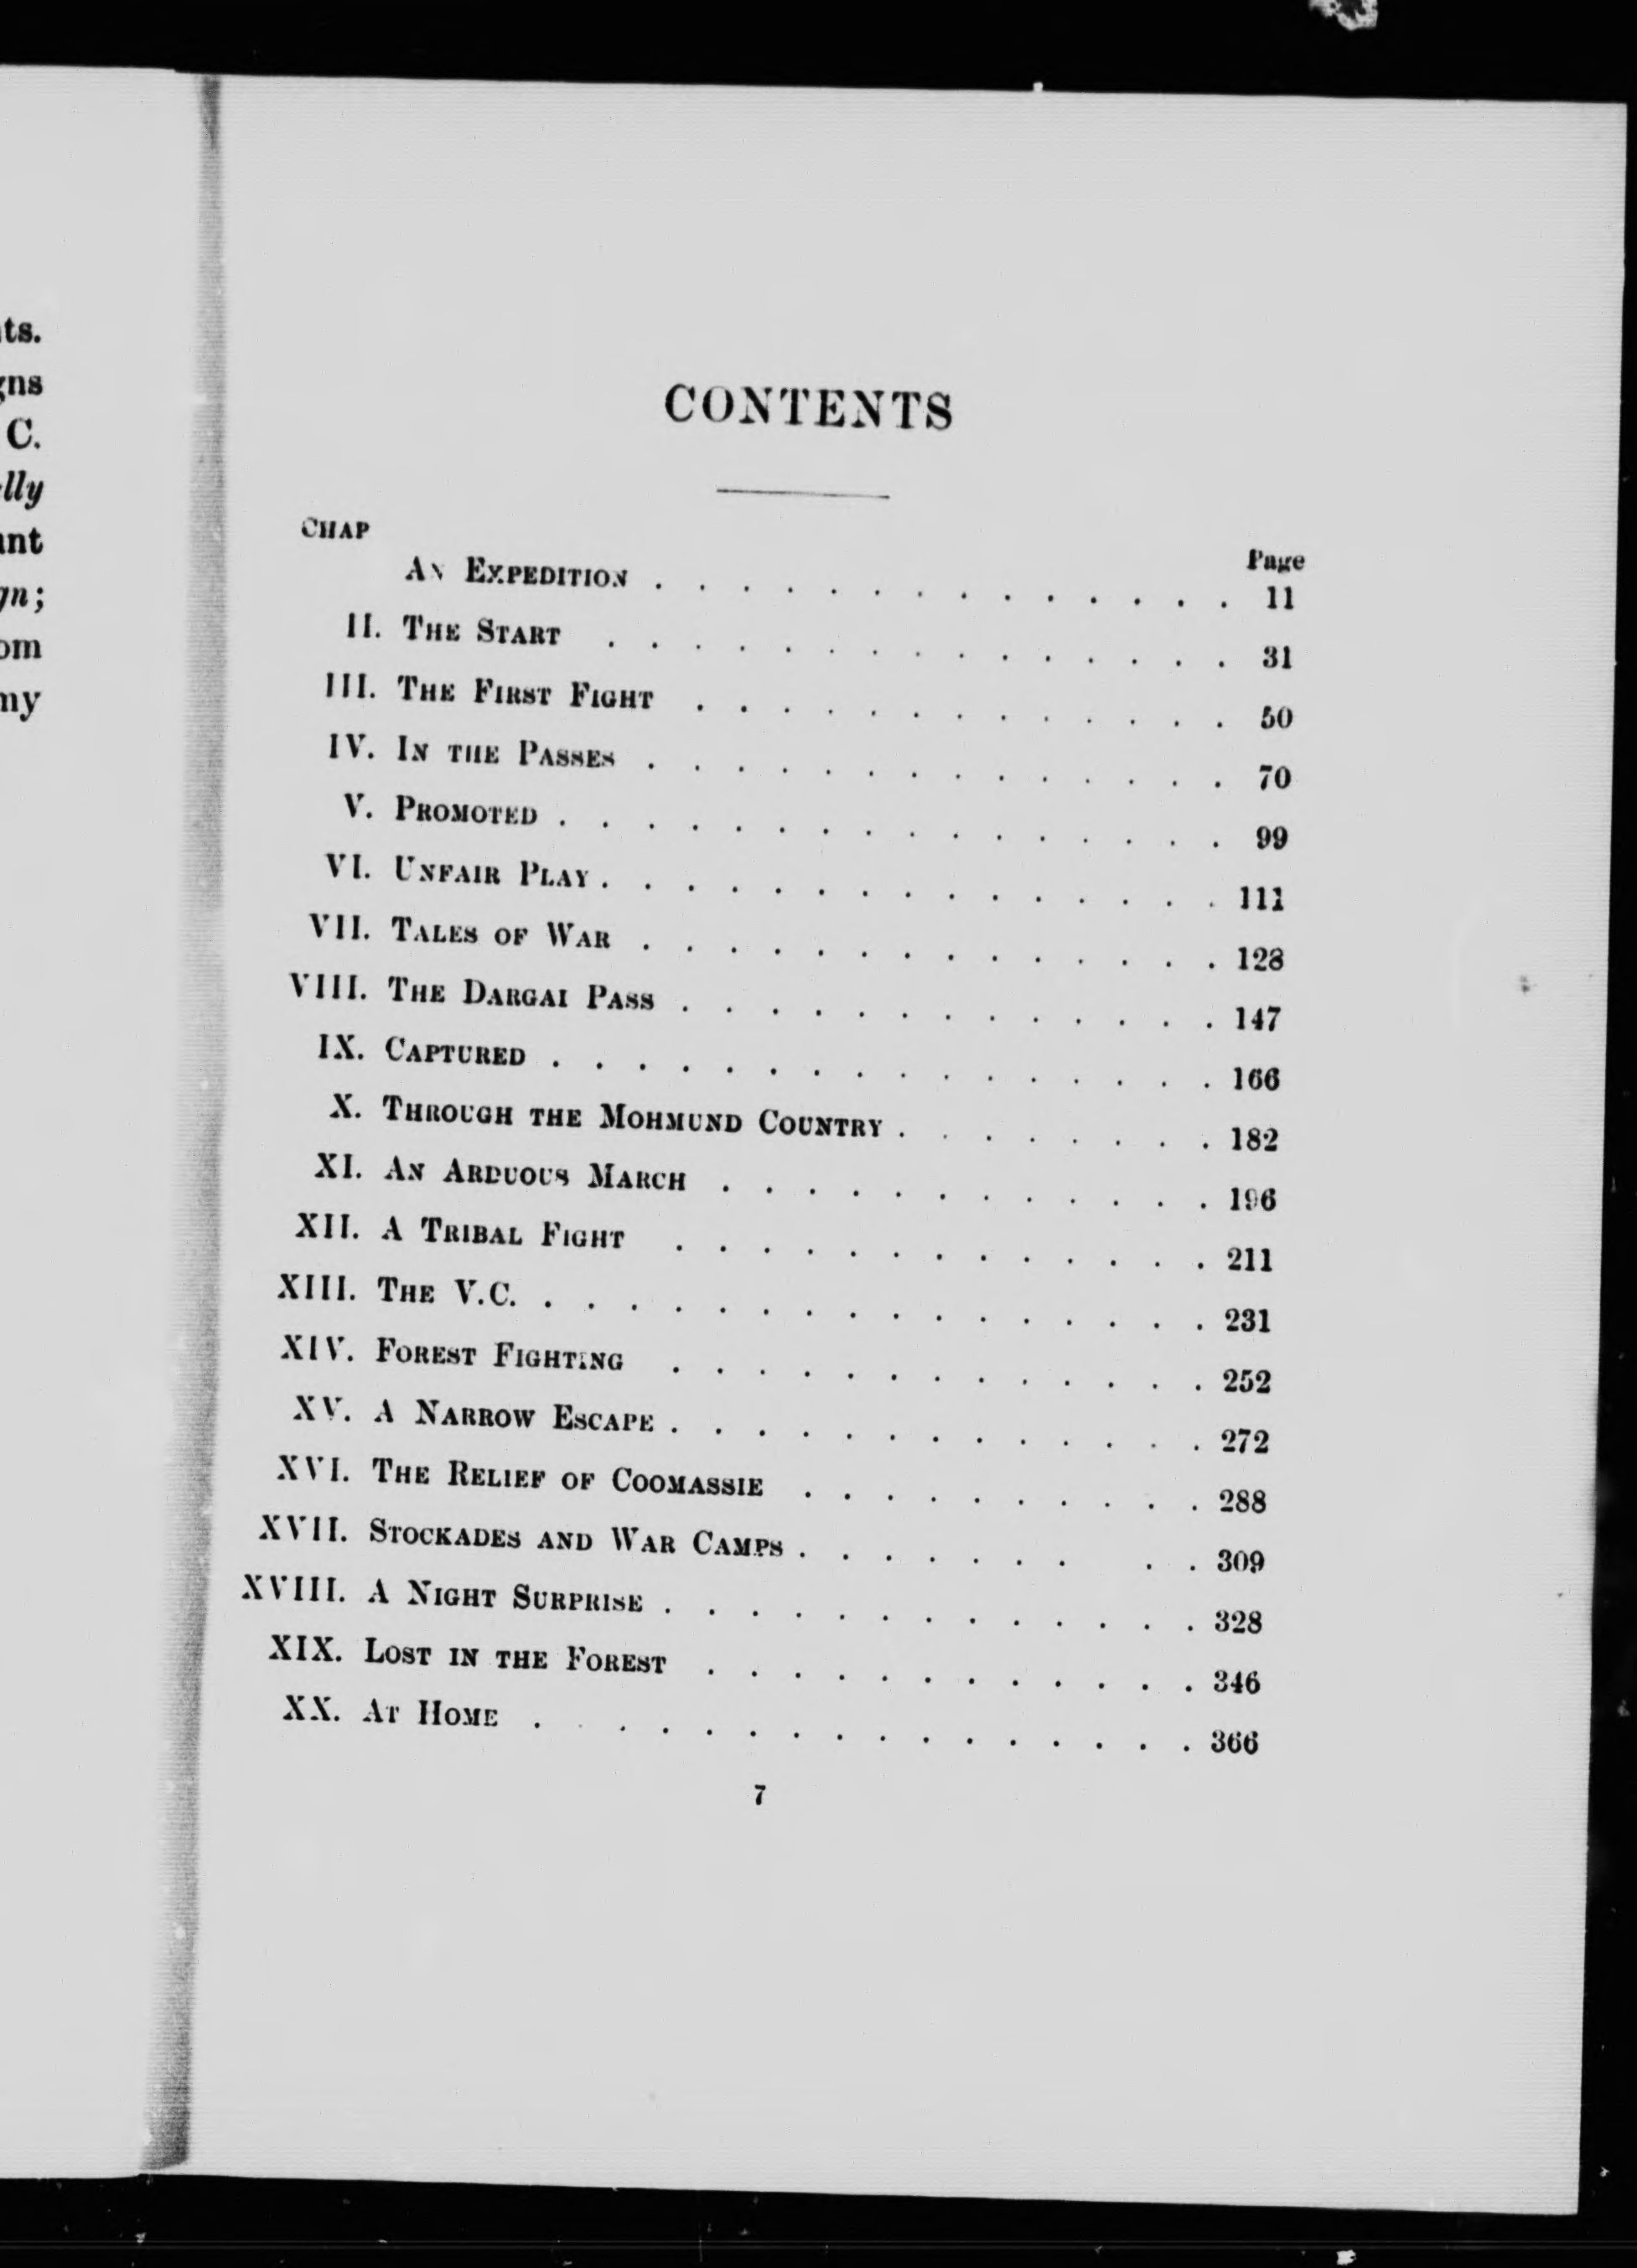 ts.
gns
C.
lly
ant
gn;
om
my
CONTENTS
CHAP
Page
AN EXPEDITION . . . . . . . . . . . . . . 11
II. THE START . . . . . . . . . . . . . . . 31
III. THE FIRST FIGHT . . . . . . . . . . . . . 50
IV. IN THE PASSES . . . . . . . . . . . . . . 70
V. PROMOTED . . . . . . . . . . . . . . . . 99
VI. UNFAIR PLAY . . . . . . . . . . . . . . . 111
VII. TALES OF WAR . . . . . . . . . . . . . . 128
VIII. THE DARGAI PASS . . . . . . . . . . . . . 147
IX. CAPTURED . . . . . . . . . . . . . . . . 166
X. THROUGH THE MOHMUND COUNTRY . . . . . . . . 182
XI. AN ARDUOUS MARCH . . . . . . . . . . . . 196
XII. A TRIBAL FIGHT . . . . . . . . . . . . . 211
XIII. THE V.C. . . . . . . . . . . . . . . . . 231
XIV. FOREST FIGHTING . . . . . . . . . . . . . 252
XV. A NARROW ESCAPE . . . . . . . . . . . . . 272
XVI. THE RELIEF OF COOMASSIE . . . . . . . . . . 288
XVII. STOCKADES AND WAR CAMPS . . . . . . . . . 309
XVIII. A NIGHT SURPRISE . . . . . . . . . . . . . 328
XIX. LOST IN THE FOREST . . . . . . . . . . . . 346
XX. AT HOME . . . . . . . . . . . . . . . . 366
7